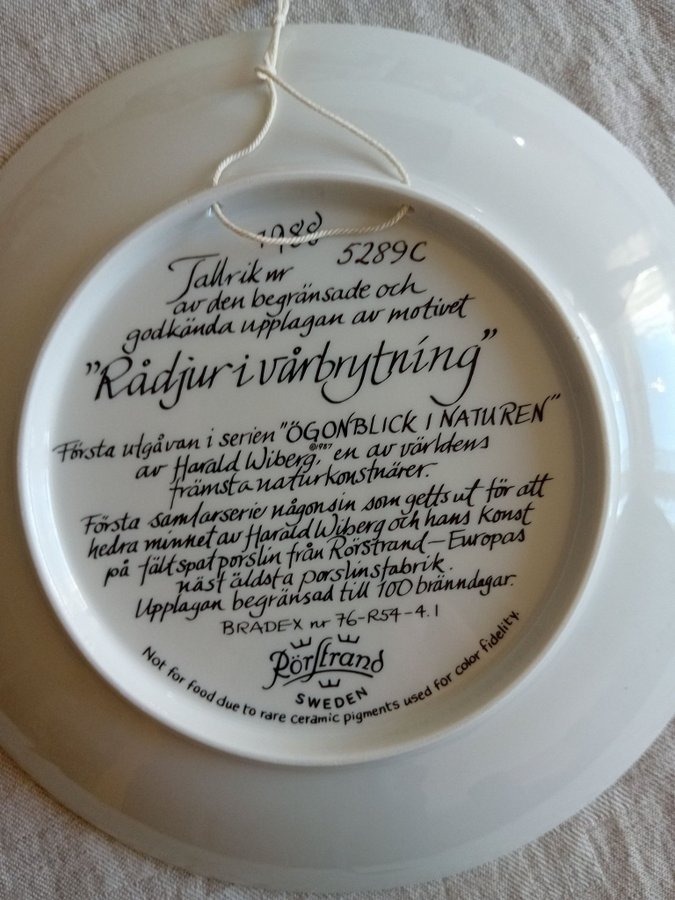 1988
Tallrik nr 5289C
av den begränsade och
godkända upplagan av motivet
"Rådjur i vårbrytning"
Första utgåvan i serien "ÖGONBLICK I NATUREN"
©1987
av Harald Wiberg, en av världens
främsta naturkonstnärer.
Första samlarserie någonsin som getts ut för att
hedra minnet av Harald Wiberg och hans konst
på fältspatporslin från Rörstrand – Europas
näst äldsta porslinsfabrik.
Upplagan begränsad till 100 bränndagar.
BRADEX nr 76-R54-4.1
Rörstrand
SWEDEN
Not for food due to rare ceramic pigments used for color fidelity.